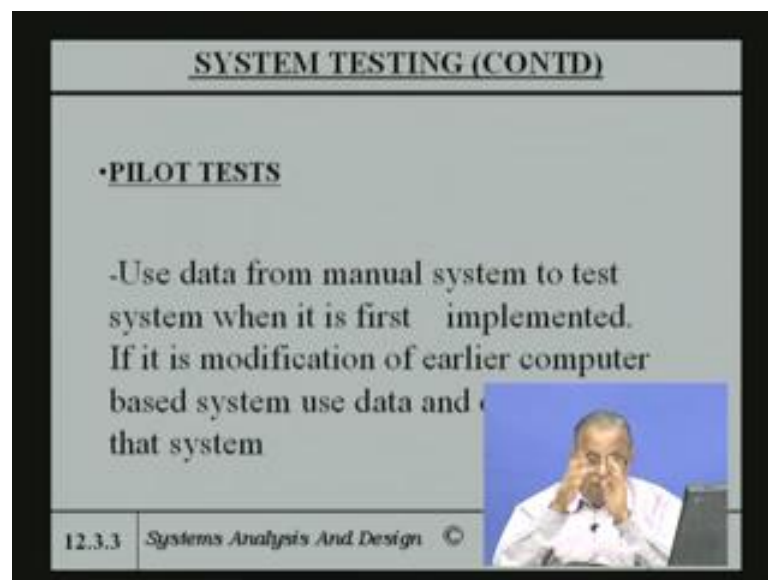 SYSTEM TESTING (CONTD)
•PILOT TESTS
-Use data from manual system to test
system when it is first implemented.
If it is modification of earlier computer
based system use data and
that system
12.3.3 Systems Analysis And Design ©